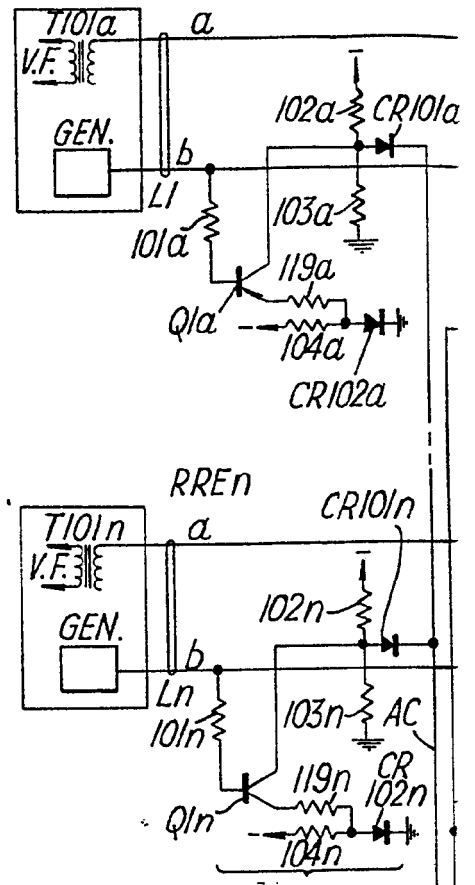 T101a
a
V.F.
GEN.
b
L1
102a
CR101a
103a
101a
119a
Q1a
104a
CR102a
RREn
CR101n
T101n
a
V.F.
GEN.
b
102n
Ln
101n
103n
AC
CR
102n
119n
Q1n
104n